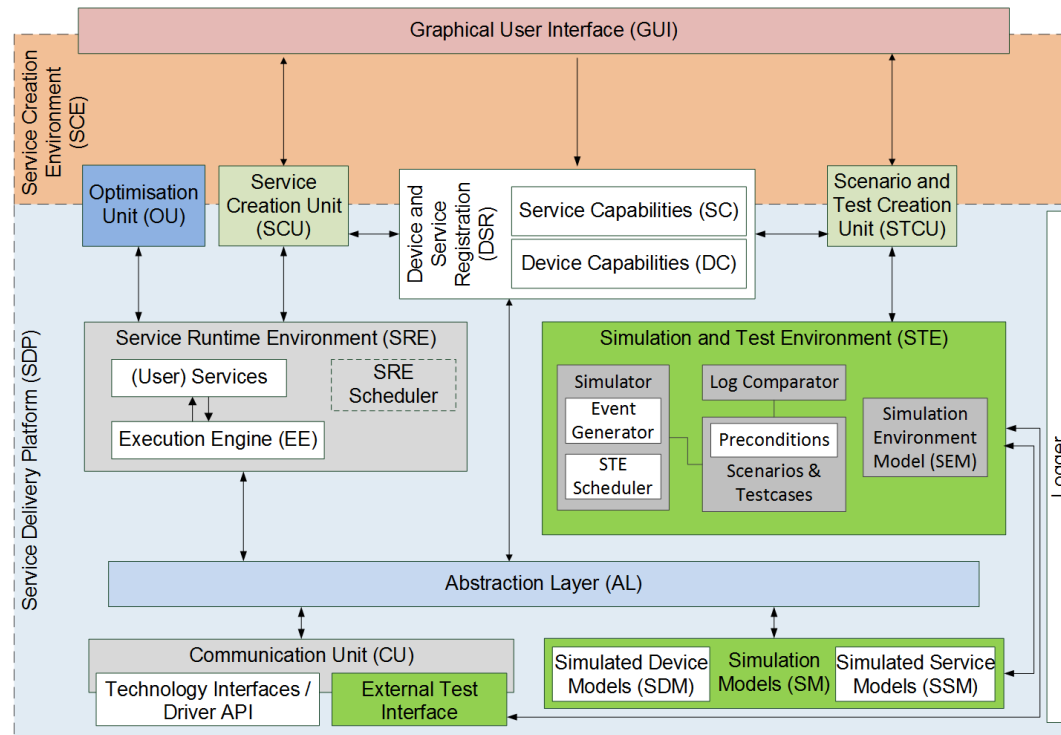 Graphical User Interface (GUI)
Service Creation
Environment
(SCE)
Optimisation
Unit (OU)
Service
Creation Unit
(SCU)
Device and
Service
Registration
(DSR)
Service Capabilities (SC)
Device Capabilities (DC)
Scenario and
Test Creation
Unit (STCU)
Service Delivery Platform (SDP)
Service Runtime Environment (SRE)
(User) Services
Execution Engine (EE)
SRE
Scheduler
Simulation and Test Environment (STE)
Simulator
Event
Generator
STE
Scheduler
Log Comparator
Preconditions
Scenarios &
Testcases
Simulation
Environment
Model (SEM)
Logger
Abstraction Layer (AL)
Communication Unit (CU)
Technology Interfaces /
Driver API
External Test
Interface
Simulated Device
Models (SDM)
Simulation
Models (SM)
Simulated Service
Models (SSM)